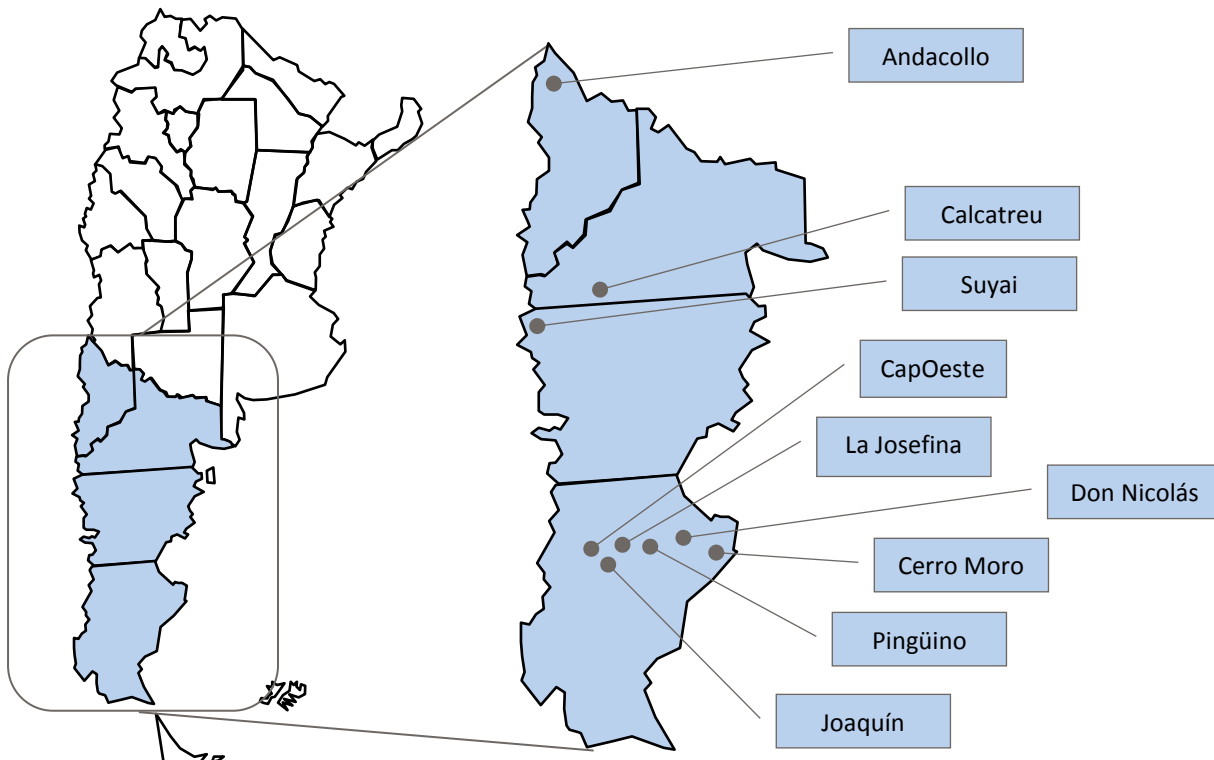 Andacollo
Calcatreu
Suyai
CapOeste
La Josefina
Don Nicolás
Cerro Moro
Pingüino
Joaquín